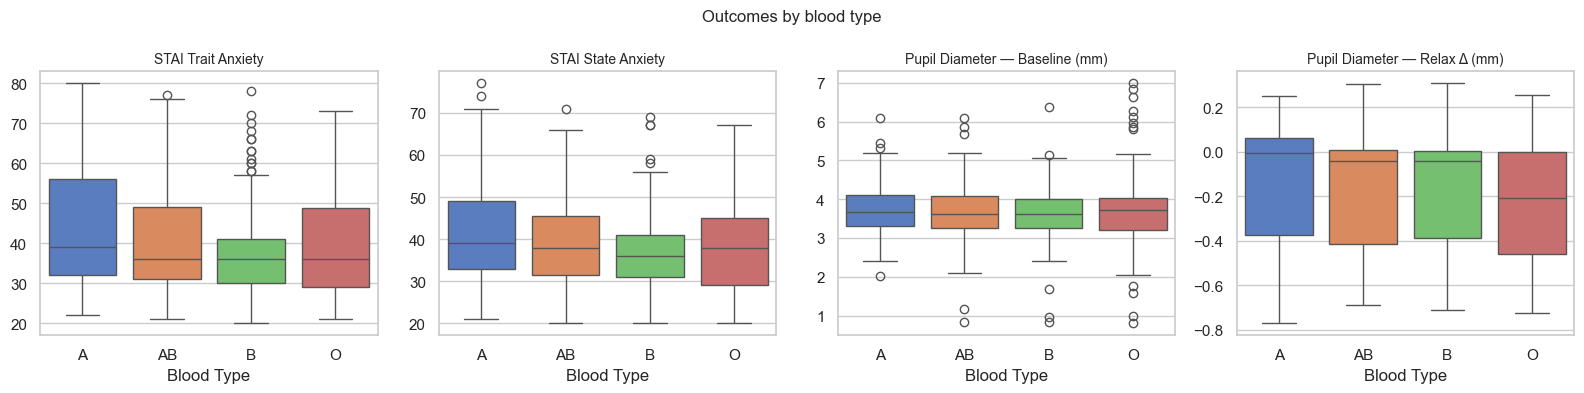 Outcomes by blood type
STAI Trait Anxiety
80
70
60
50
40
30
20
A AB B O
Blood Type
STAI State Anxiety
70
60
50
40
30
20
A AB B O
Blood Type
Pupil Diameter — Baseline (mm)
7
6
5
4
3
2
1
A AB B O
Blood Type
Pupil Diameter — Relax Δ (mm)
0.2
0.0
−0.2
−0.4
−0.6
−0.8
A AB B O
Blood Type